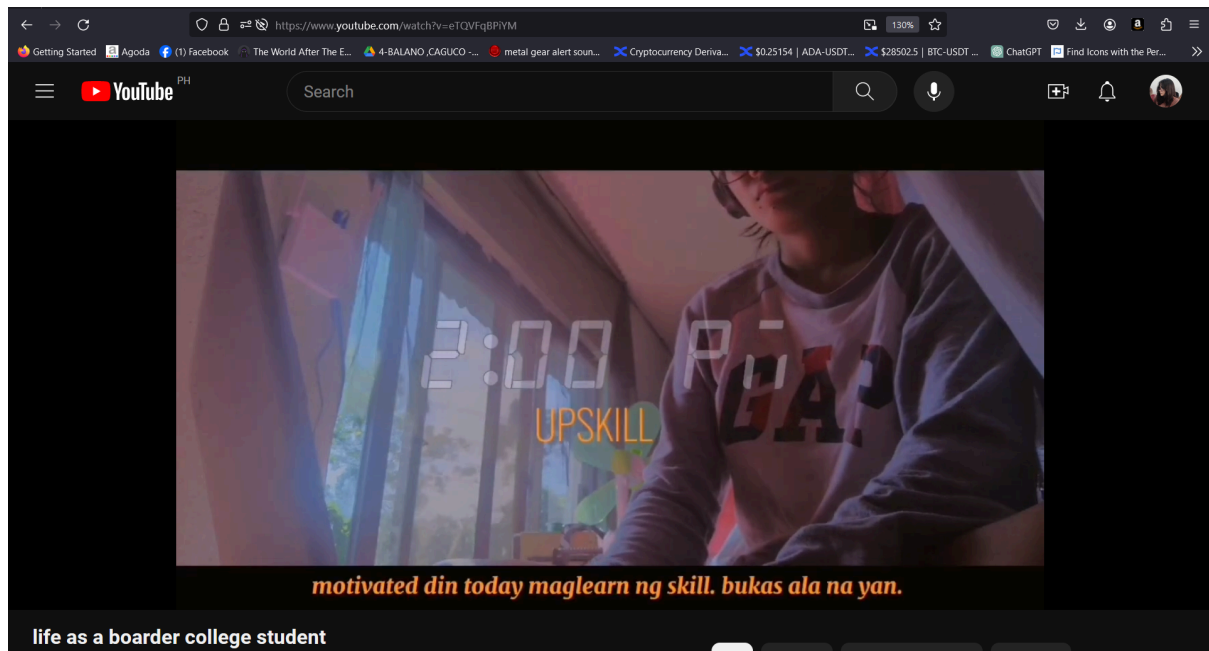 https://www.youtube.com/watch?v=eTQVFqBPiYM
130%
Getting Started
a Agoda
(1) Facebook
The World After The E...
4-BALANO ,CAGUCO -...
metal gear alert soun...
Cryptocurrency Deriva...
$0.25154 | ADA-USDT...
$28502.5 | BTC-USDT ...
ChatGPT
Find Icons with the Per...
YouTube PH
Search
2:00 PM
UPSKILL
GAP
motivated din today maglearn ng skill. bukas ala na yan.
life as a boarder college student